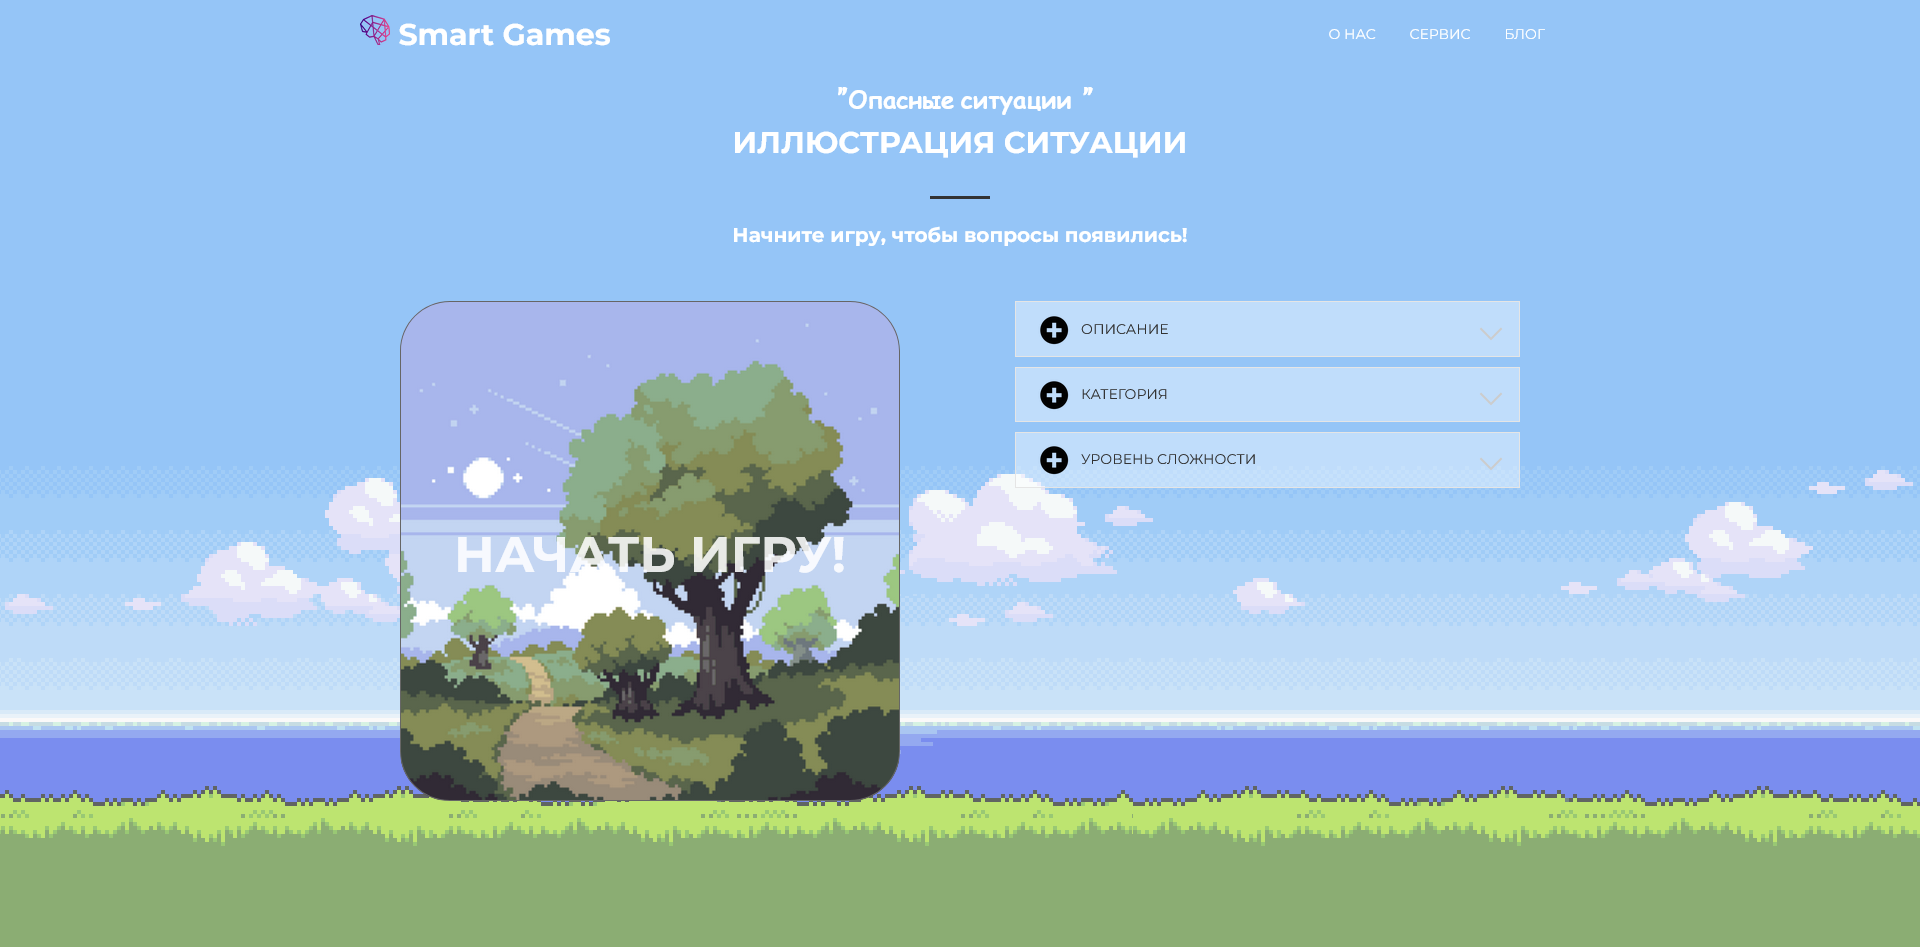 Smart Games
О НАС СЕРВИС БЛОГ
"Опасные ситуации "
ИЛЛЮСТРАЦИЯ СИТУАЦИИ
Начните игру, чтобы вопросы появились!
НАЧАТЬ ИГРУ!
ОПИСАНИЕ
КАТЕГОРИЯ
УРОВЕНЬ СЛОЖНОСТИ